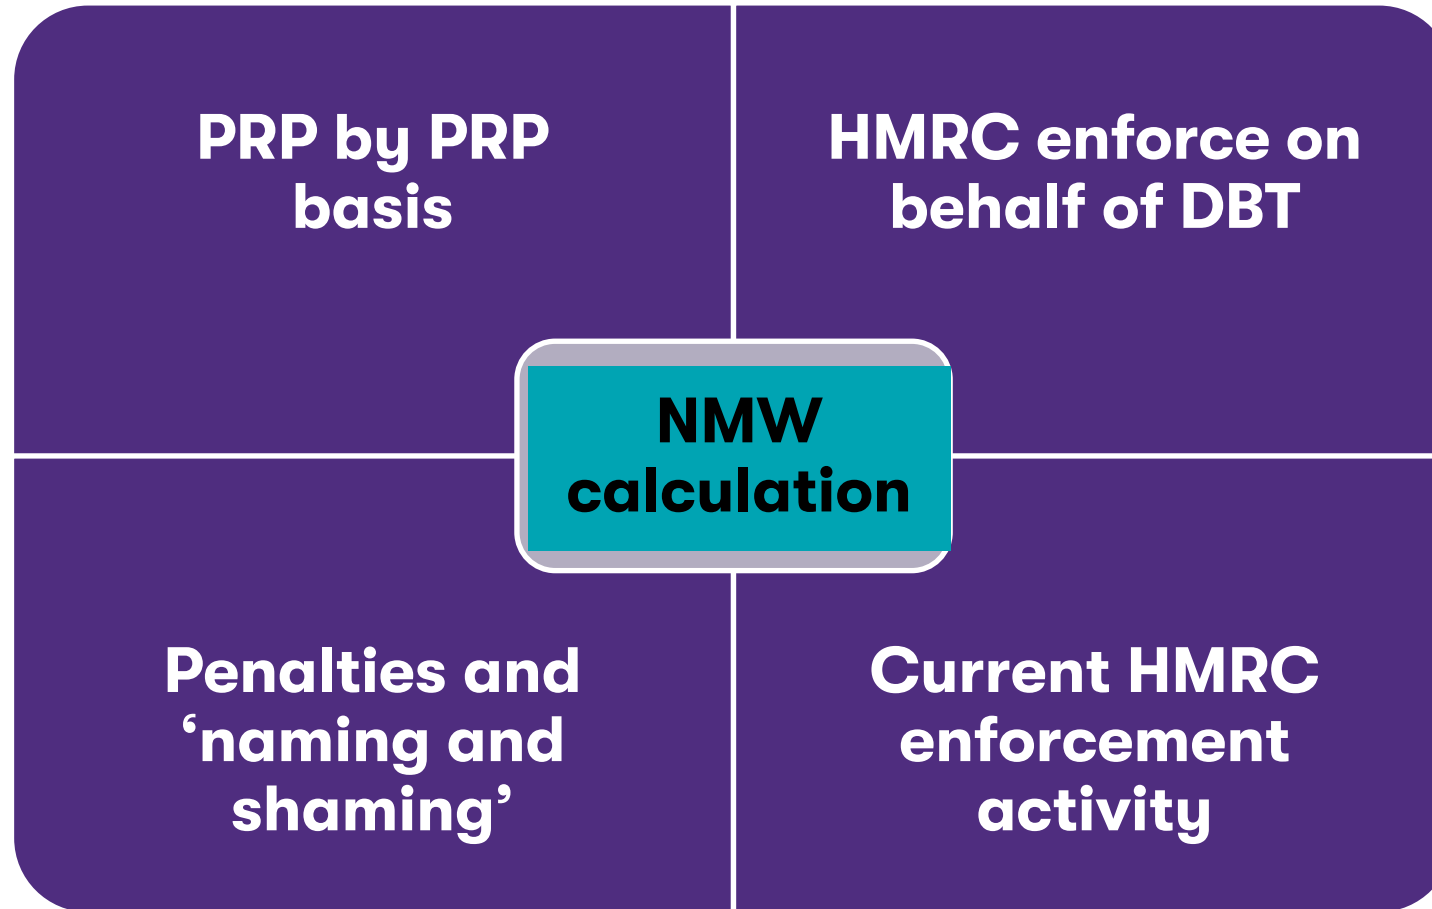 PRP by PRP
basis
HMRC enforce on
behalf of DBT
NMW
calculation
Penalties and
‘naming and
shaming’
Current HMRC
enforcement
activity